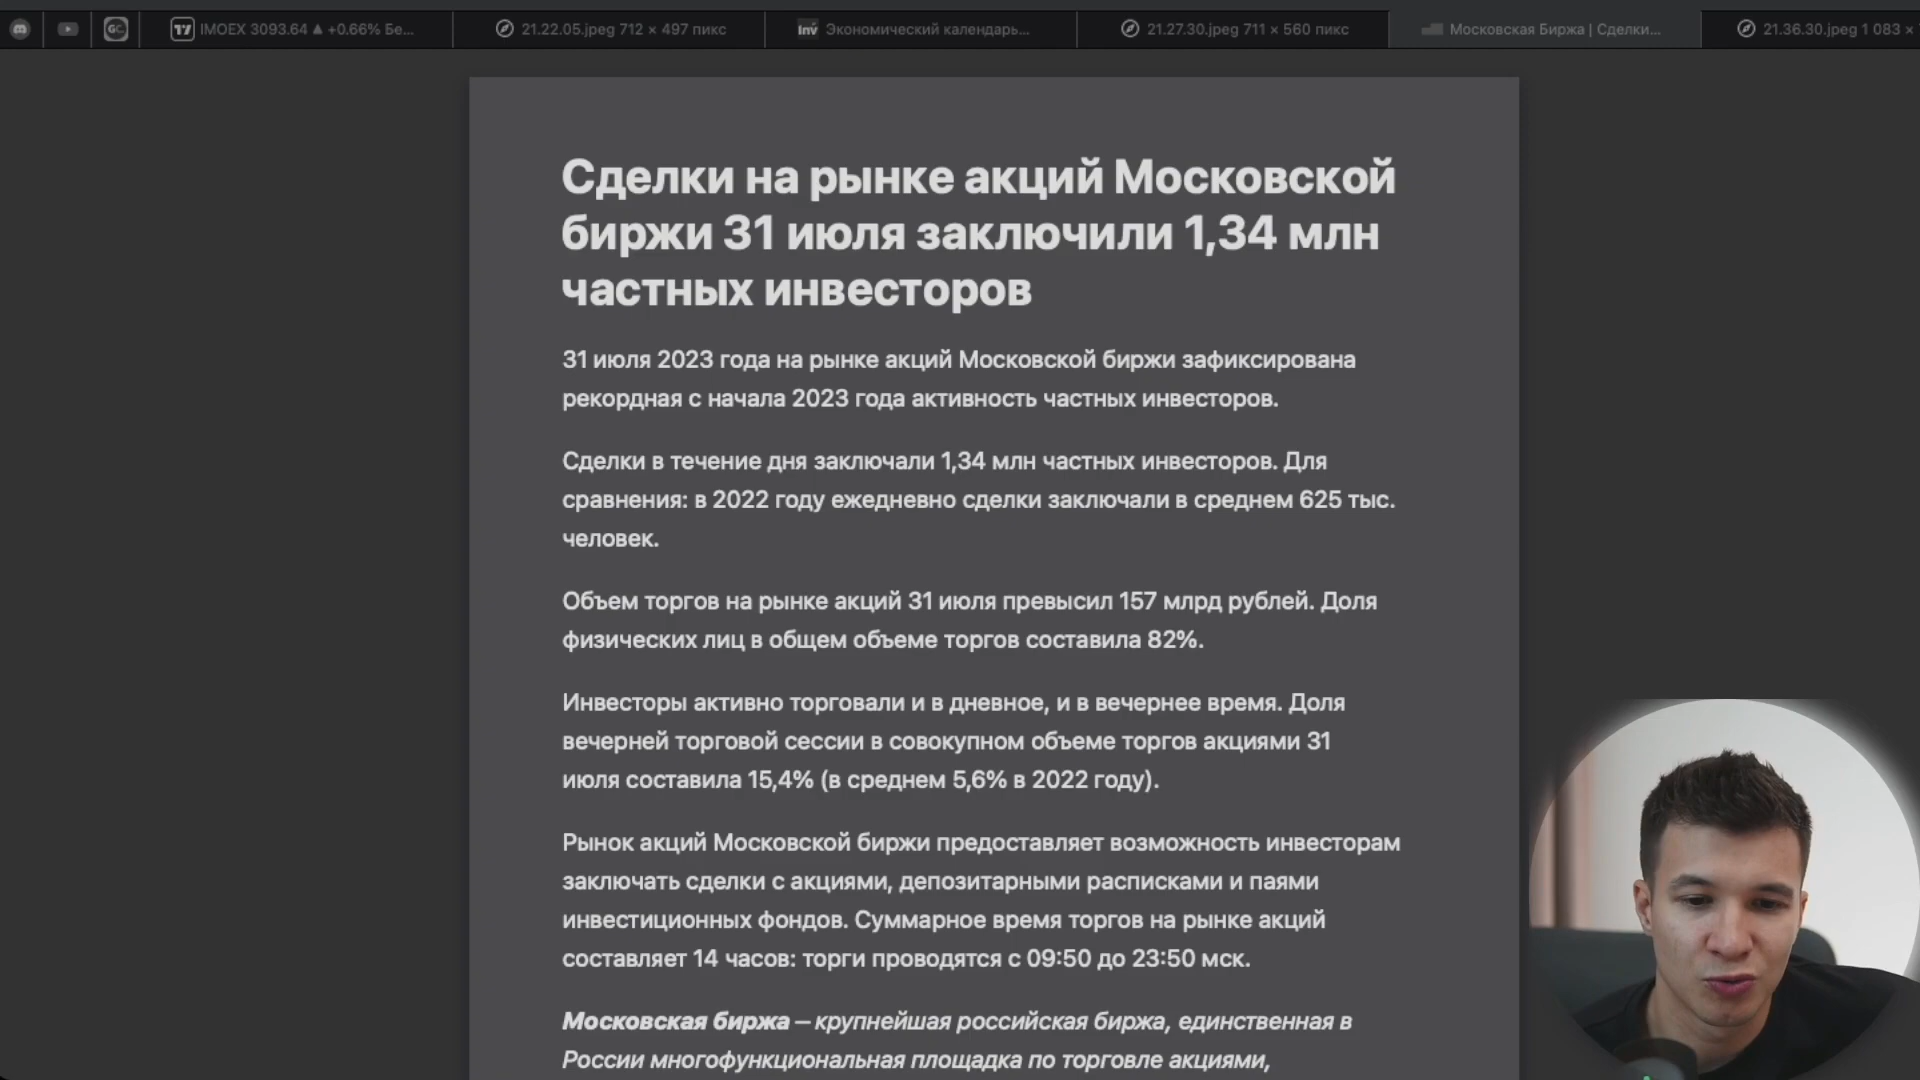 IMOEX 3093.64 ▲ +0.66% Бе...
21.22.05.jpeg 712 × 497 пикс
Inv Экономический календарь...
21.27.30.jpeg 711 × 560 пикс
Московская Биржа | Сделки...
21.36.30.jpeg 1 083 ×
Сделки на рынке акций Московской
биржи 31 июля заключили 1,34 млн
частных инвесторов
31 июля 2023 года на рынке акций Московской биржи зафиксирована
рекордная с начала 2023 года активность частных инвесторов.
Сделки в течение дня заключали 1,34 млн частных инвесторов. Для
сравнения: в 2022 году ежедневно сделки заключали в среднем 625 тыс.
человек.
Объем торгов на рынке акций 31 июля превысил 157 млрд рублей. Доля
физических лиц в общем объеме торгов составила 82%.
Инвесторы активно торговали и в дневное, и в вечернее время. Доля
вечерней торговой сессии в совокупном объеме торгов акциями 31
июля составила 15,4% (в среднем 5,6% в 2022 году).
Рынок акций Московской биржи предоставляет возможность инвесторам
заключать сделки с акциями, депозитарными расписками и паями
инвестиционных фондов. Суммарное время торгов на рынке акций
составляет 14 часов: торги проводятся с 09:50 до 23:50 мск.
Московская биржа – крупнейшая российская биржа, единственная в
России многофункциональная площадка по торговле акциями,